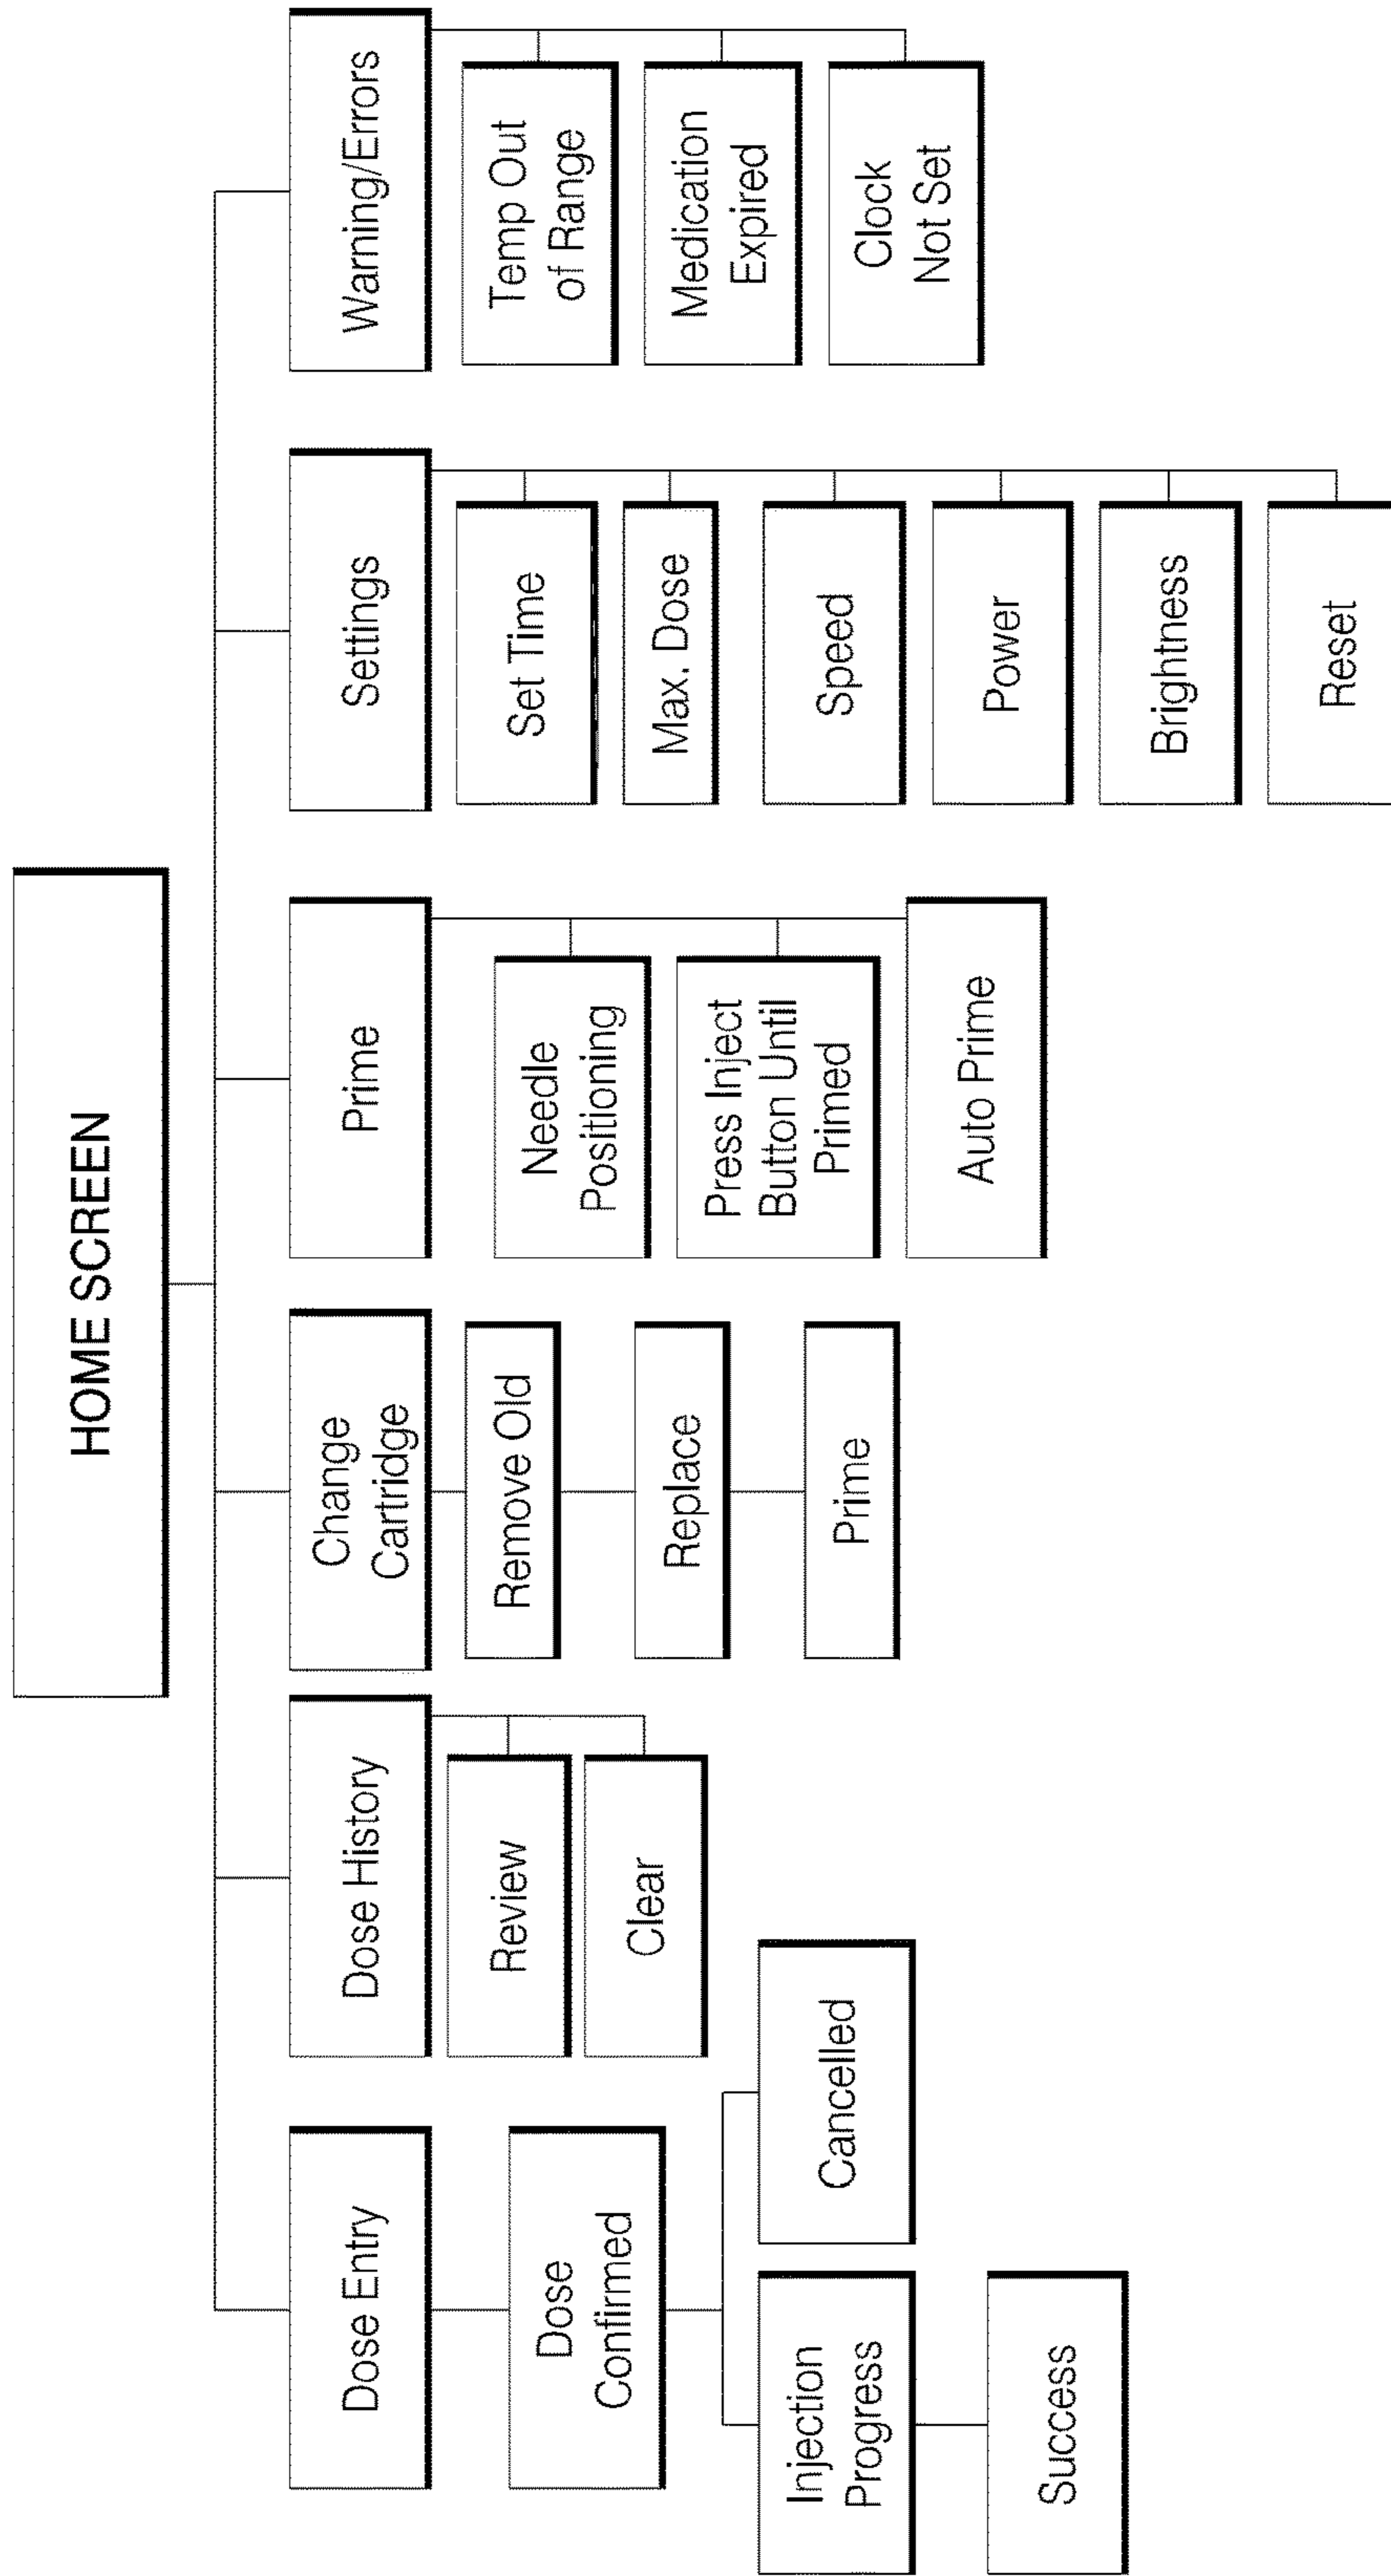 HOME SCREEN
Dose Entry
Dose
Confirmed
Injection
Progress
Success
Cancelled
Dose History
Review
Clear
Change
Cartridge
Remove Old
Replace
Prime
Prime
Needle
Positioning
Press Inject
Button Until
Primed
Auto Prime
Settings
Set Time
Max. Dose
Speed
Power
Brightness
Reset
Warning/Errors
Temp Out
of Range
Medication
Expired
Clock
Not Set